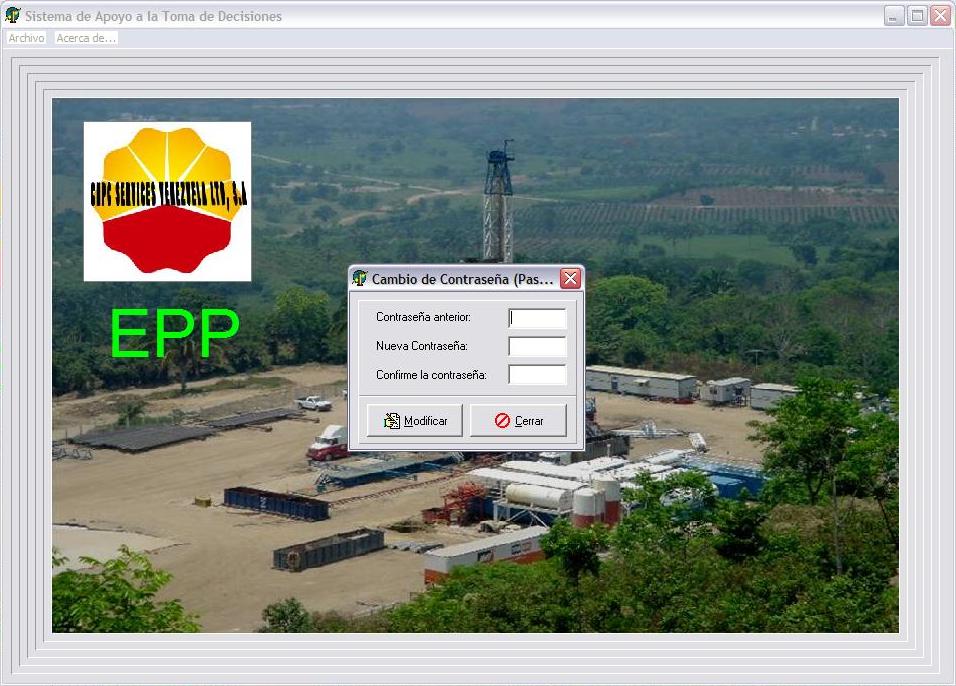 Sistema de Apoyo a la Toma de Decisiones
Archivo Acerca de...
CNPC SERVICES VENEZUELA LTD, S.A
EPP
Cambio de Contraseña (Pas...
Contraseña anterior:
Nueva Contraseña:
Confirme la contraseña:
Modificar Cerrar